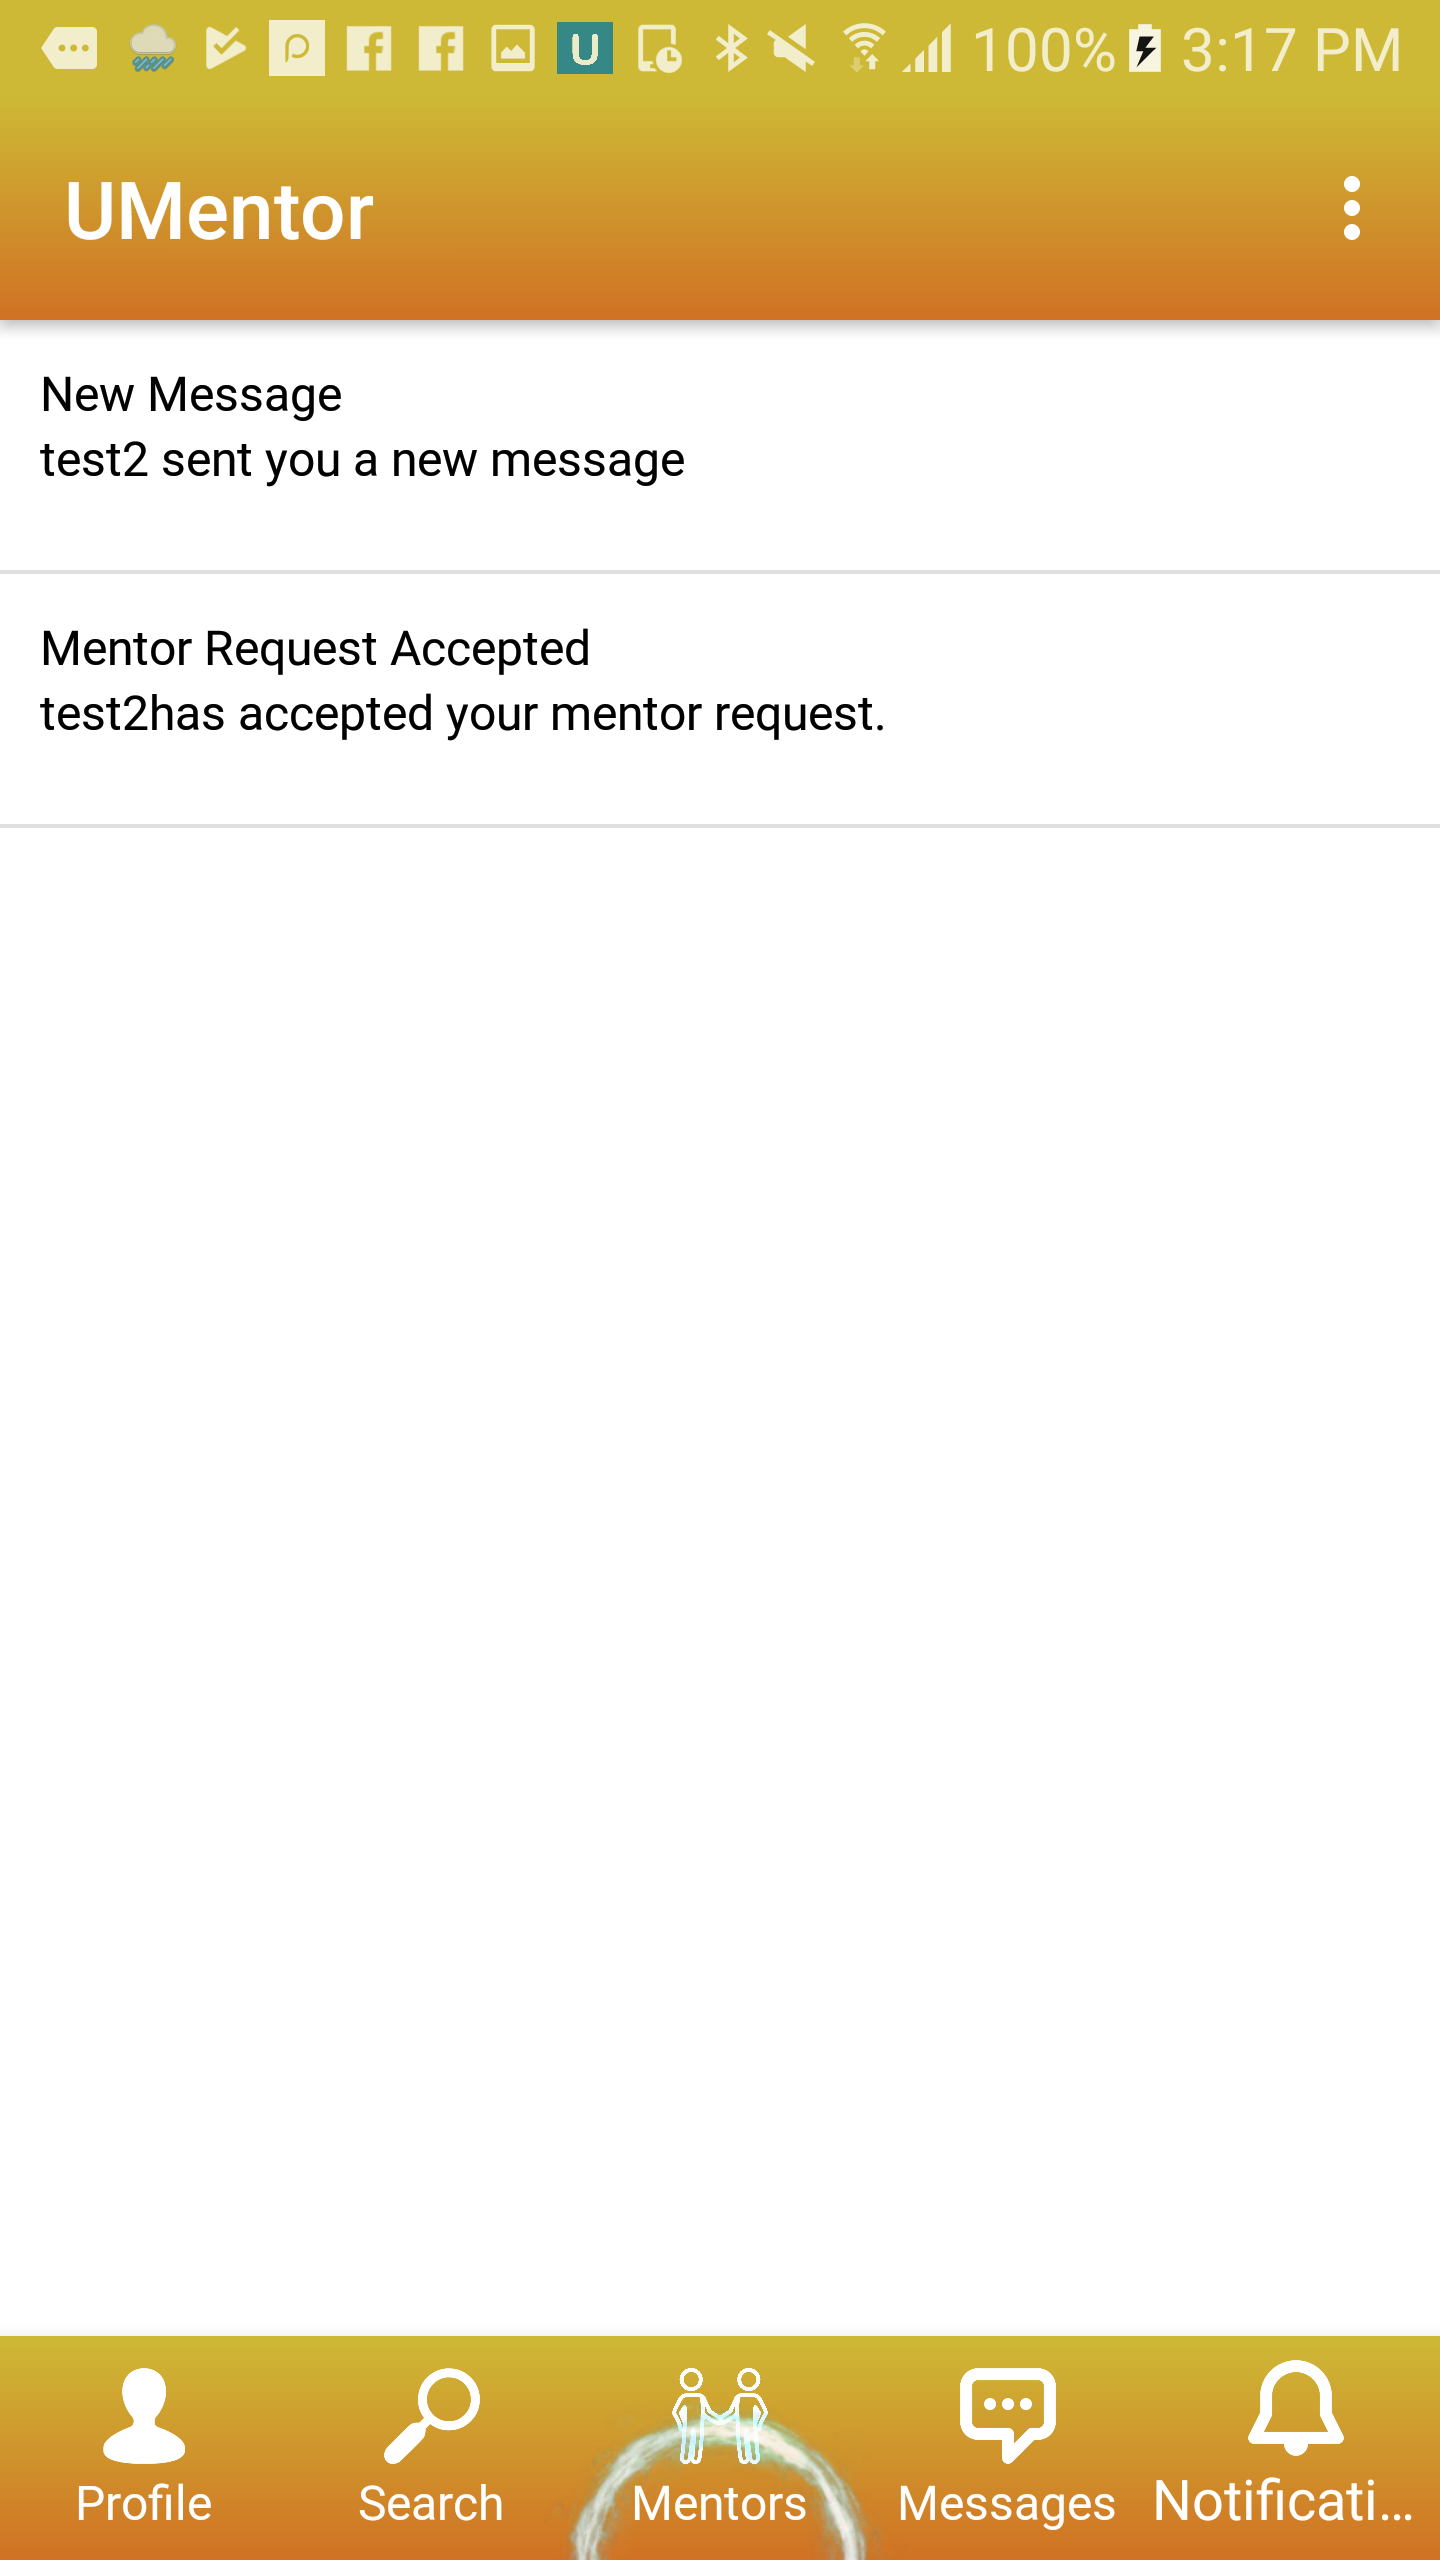 100% 3:17 PM
UMentor
New Message
test2 sent you a new message
Mentor Request Accepted
test2has accepted your mentor request.
Profile Search Mentors Messages Notificati...